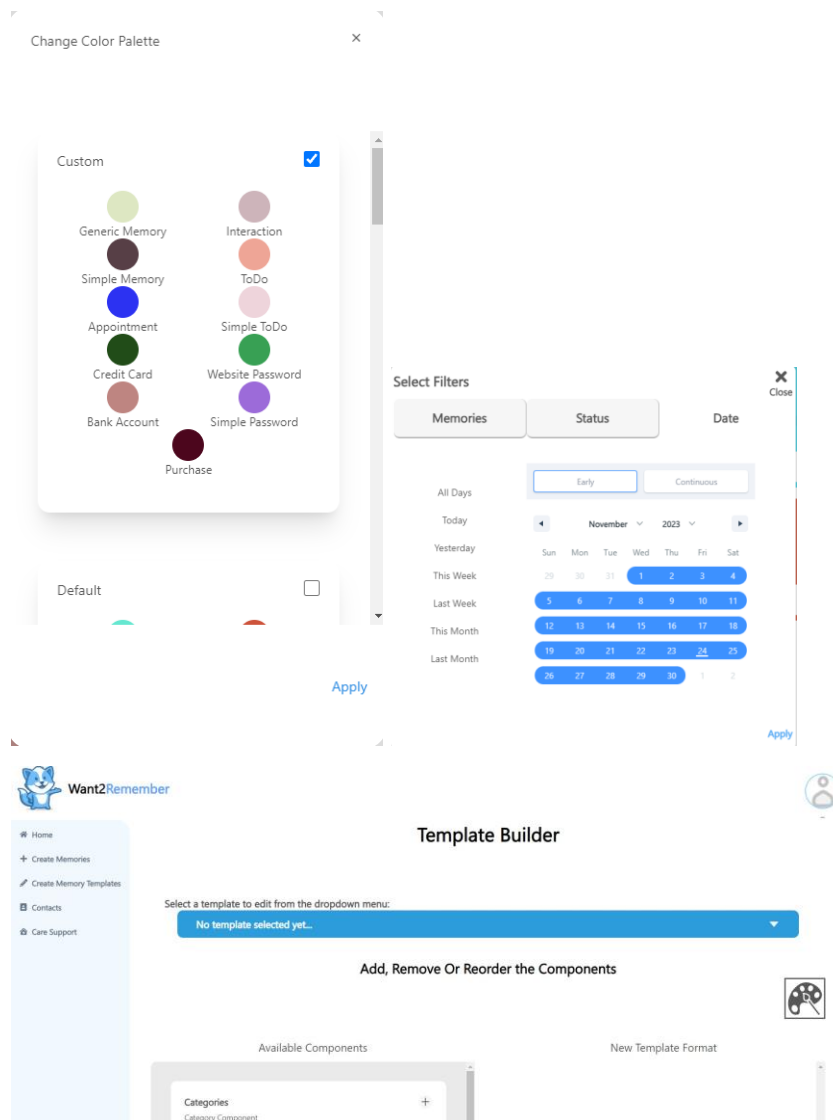 Change Color Palette ×
Custom
Generic Memory Interaction
Simple Memory ToDo
Appointment Simple ToDo
Credit Card Website Password
Bank Account Simple Password
Purchase
Default
Apply
Select Filters
Close
Memories Status Date
All Days
Today
Yesterday
This Week
Last Week
This Month
Last Month
Early Continuous
November 2023
Sun Mon Tue Wed Thu Fri Sat
29 30 31 1 2 3 4
5 6 7 8 9 10 11
12 13 14 15 16 17 18
19 20 21 22 23 24 25
26 27 28 29 30 1 2
Apply
Want2Remember
Home
+ Create Memories
Create Memory Templates
Contacts
Care Support
Template Builder
Select a template to edit from the dropdown menu:
No template selected yet...
Add, Remove Or Reorder the Components
Available Components New Template Format
Categories +
Category Component